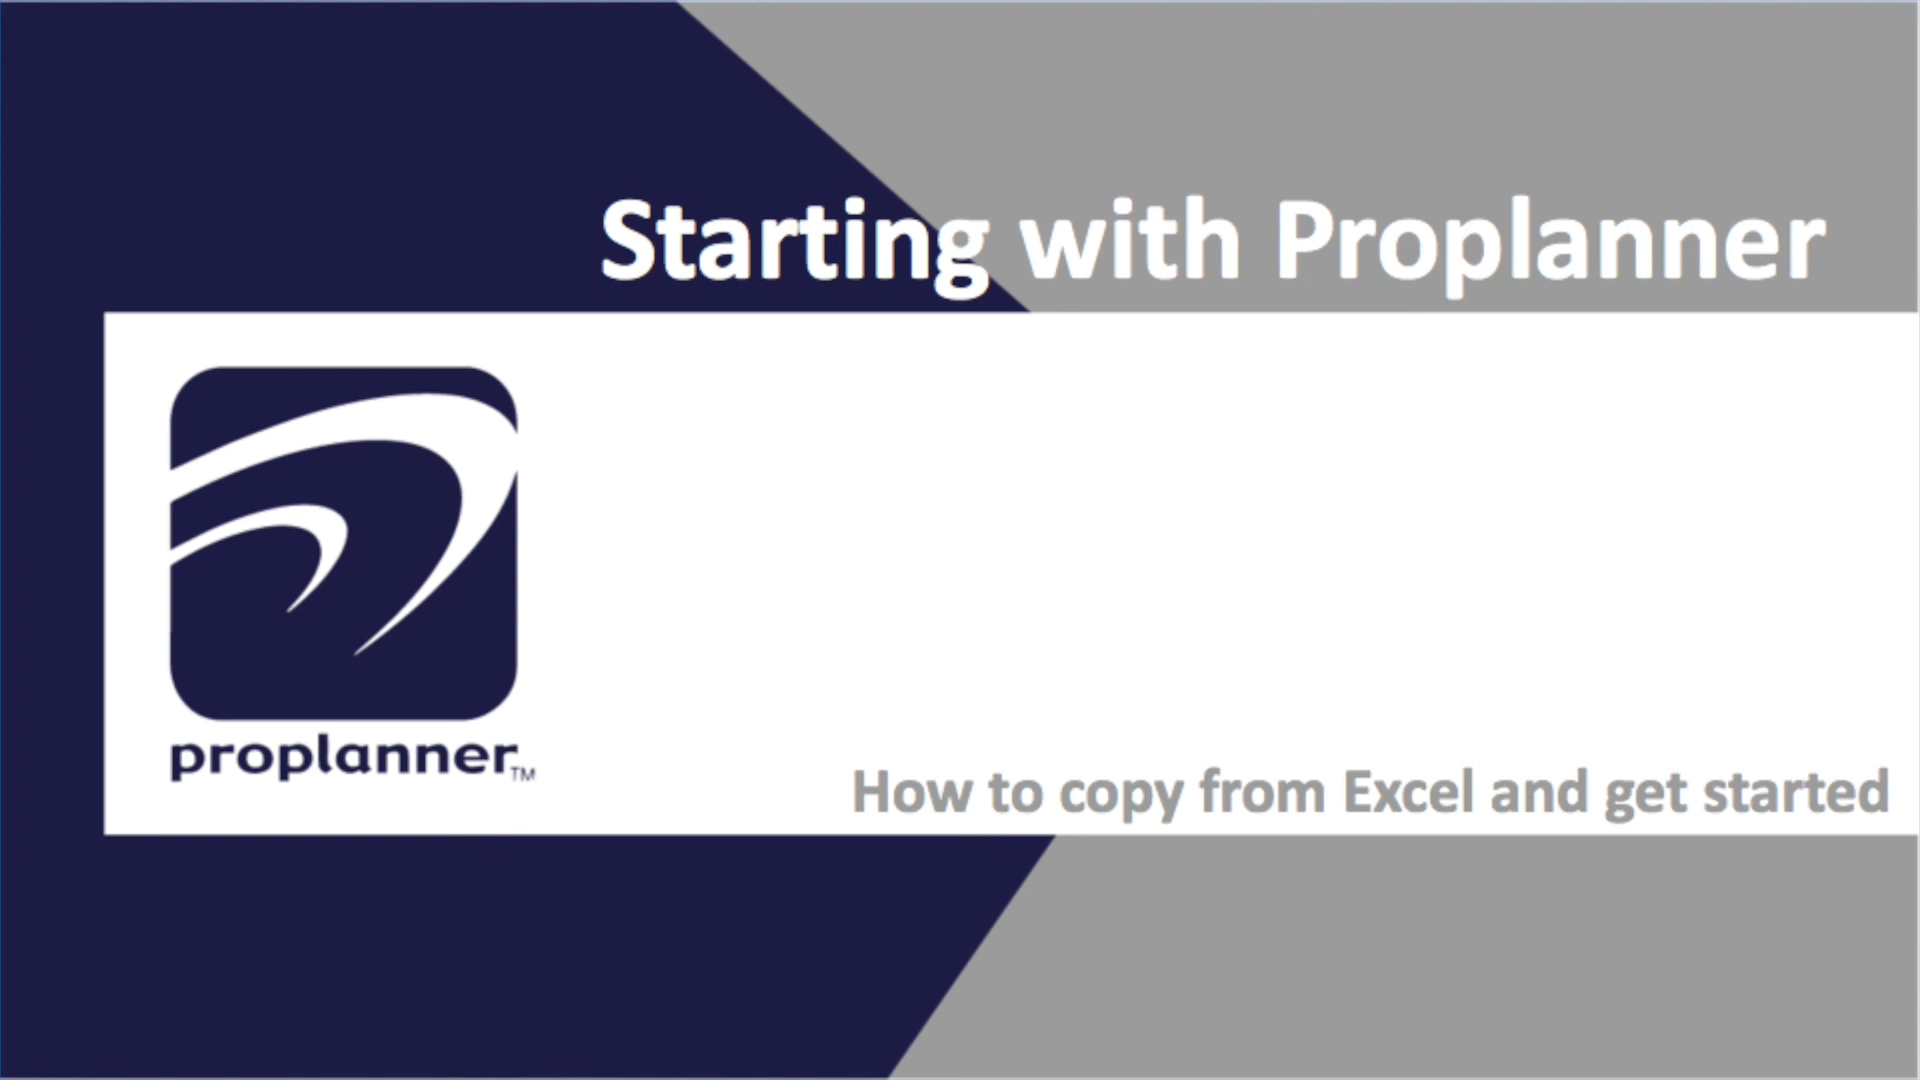 Starting with Proplanner
proplanner™
How to copy from Excel and get started